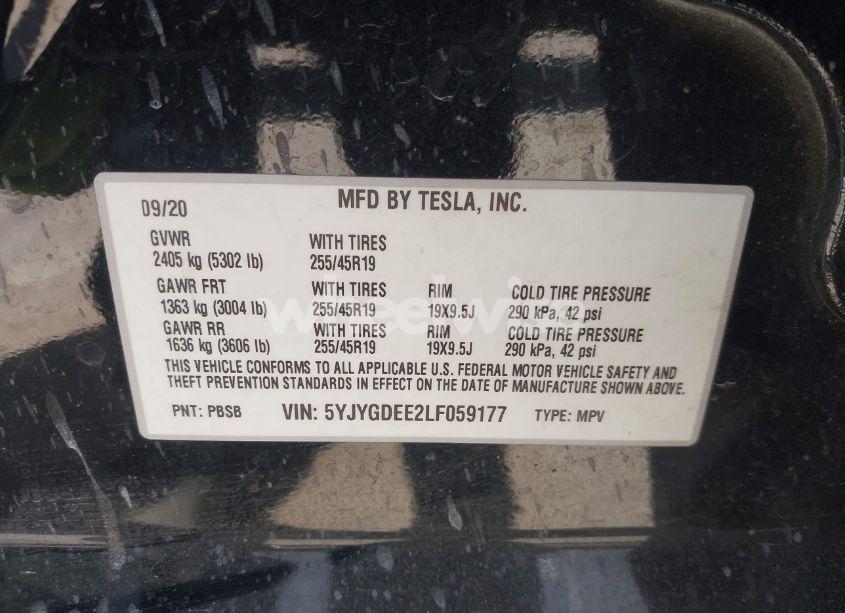 09/20 MFD BY TESLA, INC.
GVWR WITH TIRES
2405 kg (5302 lb) 255/45R19
GAWR FRT WITH TIRES RIM COLD TIRE PRESSURE
1363 kg (3004 lb) 255/45R19 19X9.5J 290 kPa, 42 psi
GAWR RR WITH TIRES RIM COLD TIRE PRESSURE
1636 kg (3606 lb) 255/45R19 19X9.5J 290 kPa, 42 psi
THIS VEHICLE CONFORMS TO ALL APPLICABLE U.S. FEDERAL MOTOR VEHICLE SAFETY AND
THEFT PREVENTION STANDARDS IN EFFECT ON THE DATE OF MANUFACTURE SHOWN ABOVE.
PNT: PBSB VIN: 5YJYGDEE2LF059177 TYPE: MPV